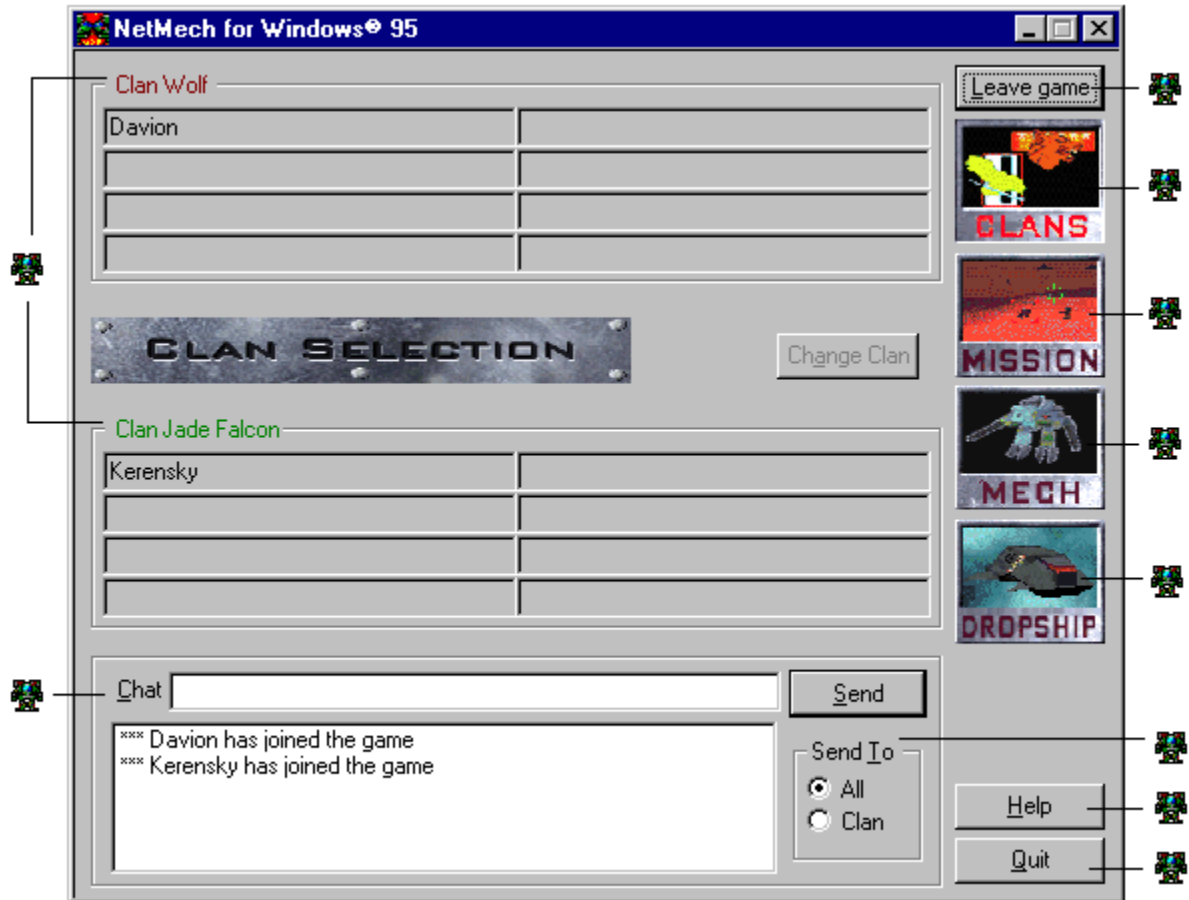 NetMech for Windows® 95
Clan Wolf
Davion
Leave game
CLANS
MISSION
CLAN SELECTION
Change Clan
MECH
Clan Jade Falcon
Kerensky
DROPSHIP
Chat
Send
*** Davion has joined the game
*** Kerensky has joined the game
Send To
All
Clan
Help
Quit